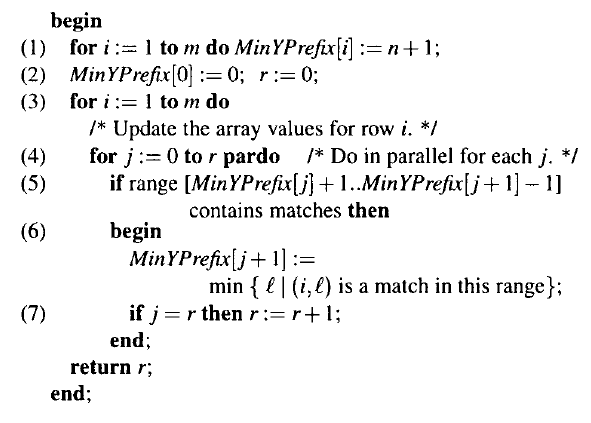 begin
(1) for i := 1 to m do MinYPrefix[i] := n + 1;
(2) MinYPrefix[0] := 0; r := 0;
(3) for i := 1 to m do
/* Update the array values for row i. */
(4) for j := 0 to r pardo /* Do in parallel for each j. */
(5) if range [MinYPrefix[j] + 1..MinYPrefix[j + 1] − 1]
contains matches then
(6) begin
MinYPrefix[j + 1] :=
min { ℓ | (i, ℓ) is a match in this range};
(7) if j = r then r := r + 1;
end;
return r;
end;